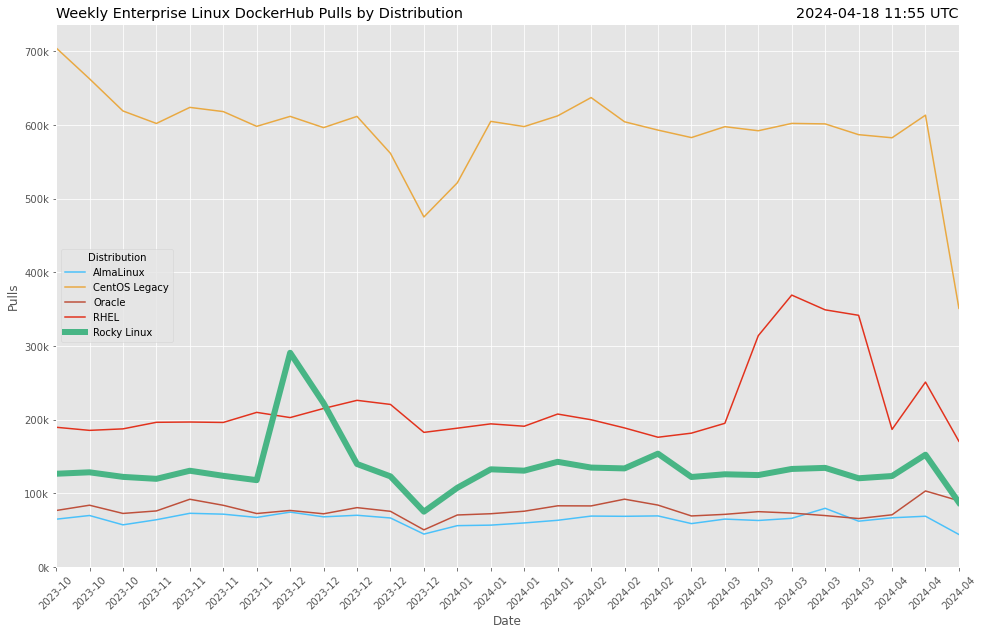 Weekly Enterprise Linux DockerHub Pulls by Distribution 2024-04-18 11:55 UTC
700k
600k
500k
400k
300k
200k
100k
0k
Pulls
Distribution
AlmaLinux
CentOS Legacy
Oracle
RHEL
Rocky Linux
2023-10 2023-10 2023-10 2023-11 2023-11 2023-11 2023-11 2023-12 2023-12 2023-12 2023-12 2023-12 2024-01 2024-01 2024-01 2024-01 2024-02 2024-02 2024-02 2024-02 2024-03 2024-03 2024-03 2024-03 2024-03 2024-04 2024-04 2024-04
Date